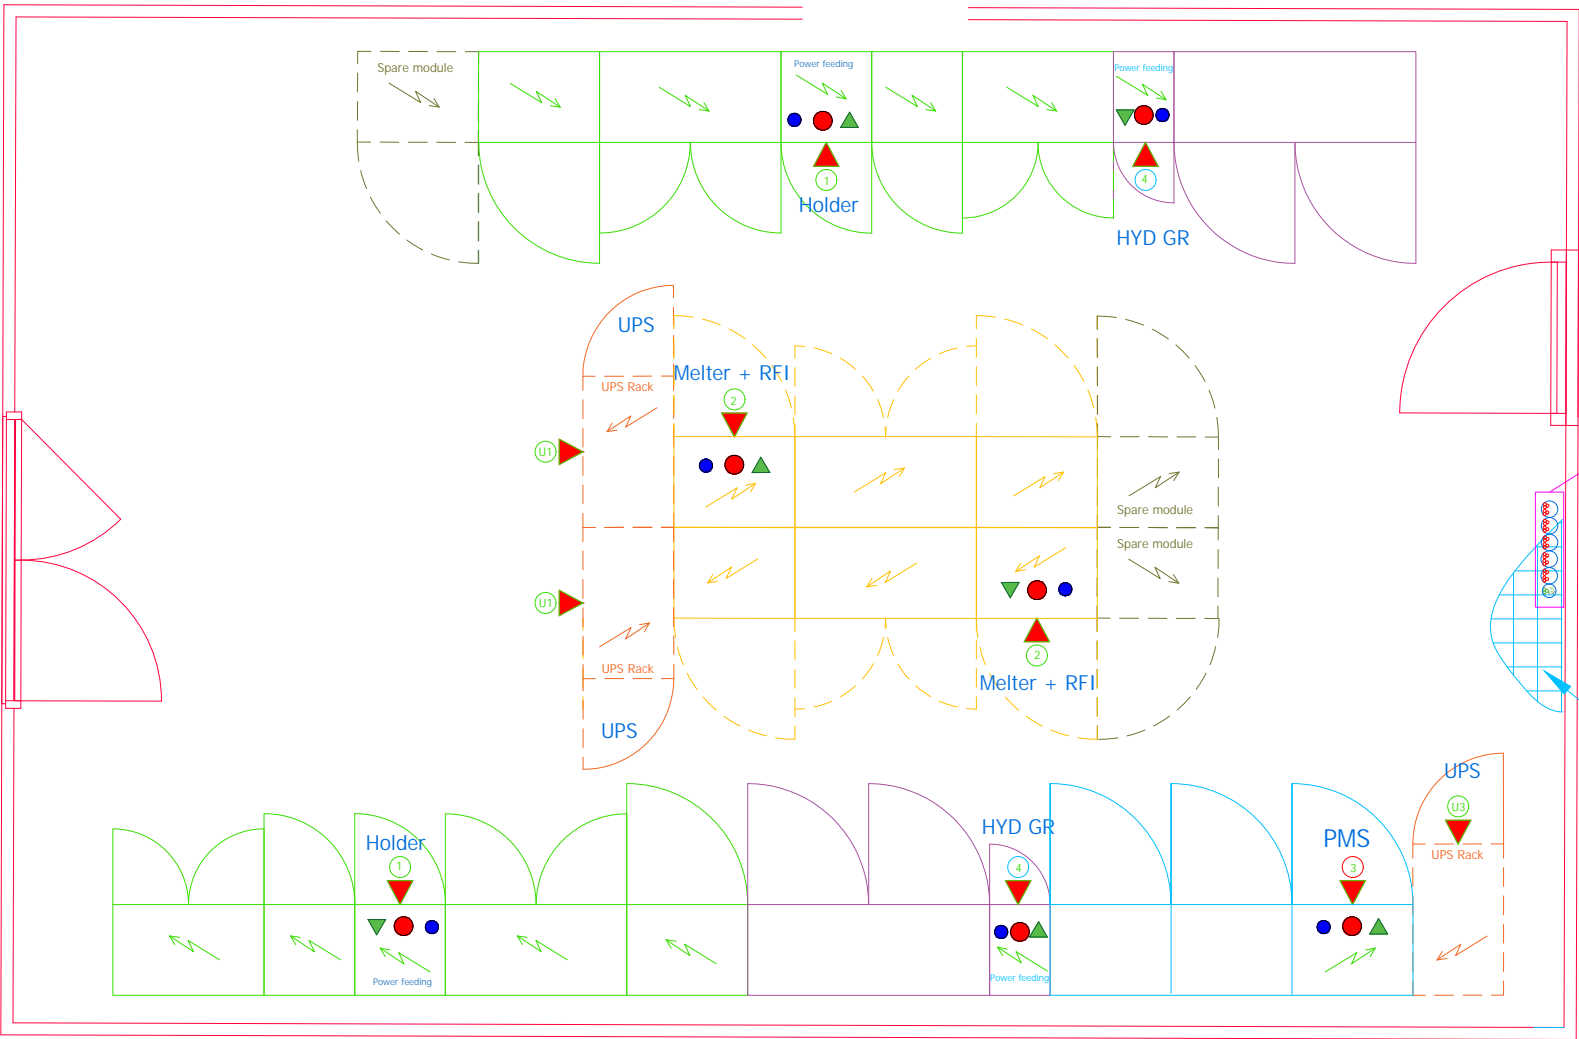 Spare module
Power feeding
Power feeding
1
Holder
4
HYD GR
UPS
UPS Rack
Melter + RFI
2
U1
Spare module
Spare module
U1
UPS Rack
UPS
2
Melter + RFI
UPS
U3
UPS Rack
Holder
1
HYD GR
4
PMS
3
Power feeding
Power feeding